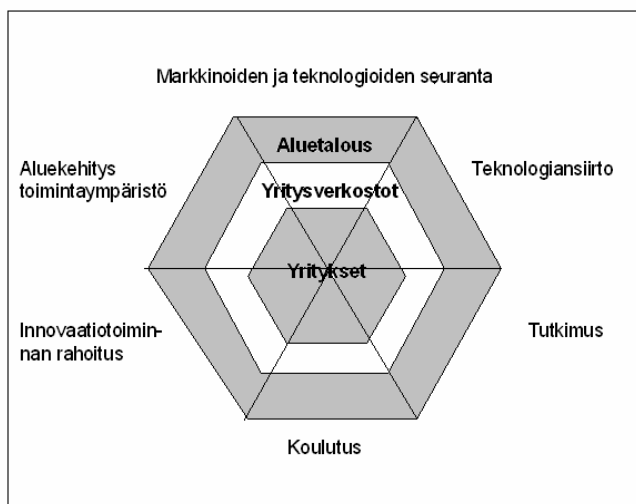 Markkinoiden ja teknologioiden seuranta
Aluetalous
Aluekehitys
toimintaympäristö
Teknologiansiirto
Yritysverkostot
Yritykset
Innovaatiotoimin-
nan rahoitus
Tutkimus
Koulutus